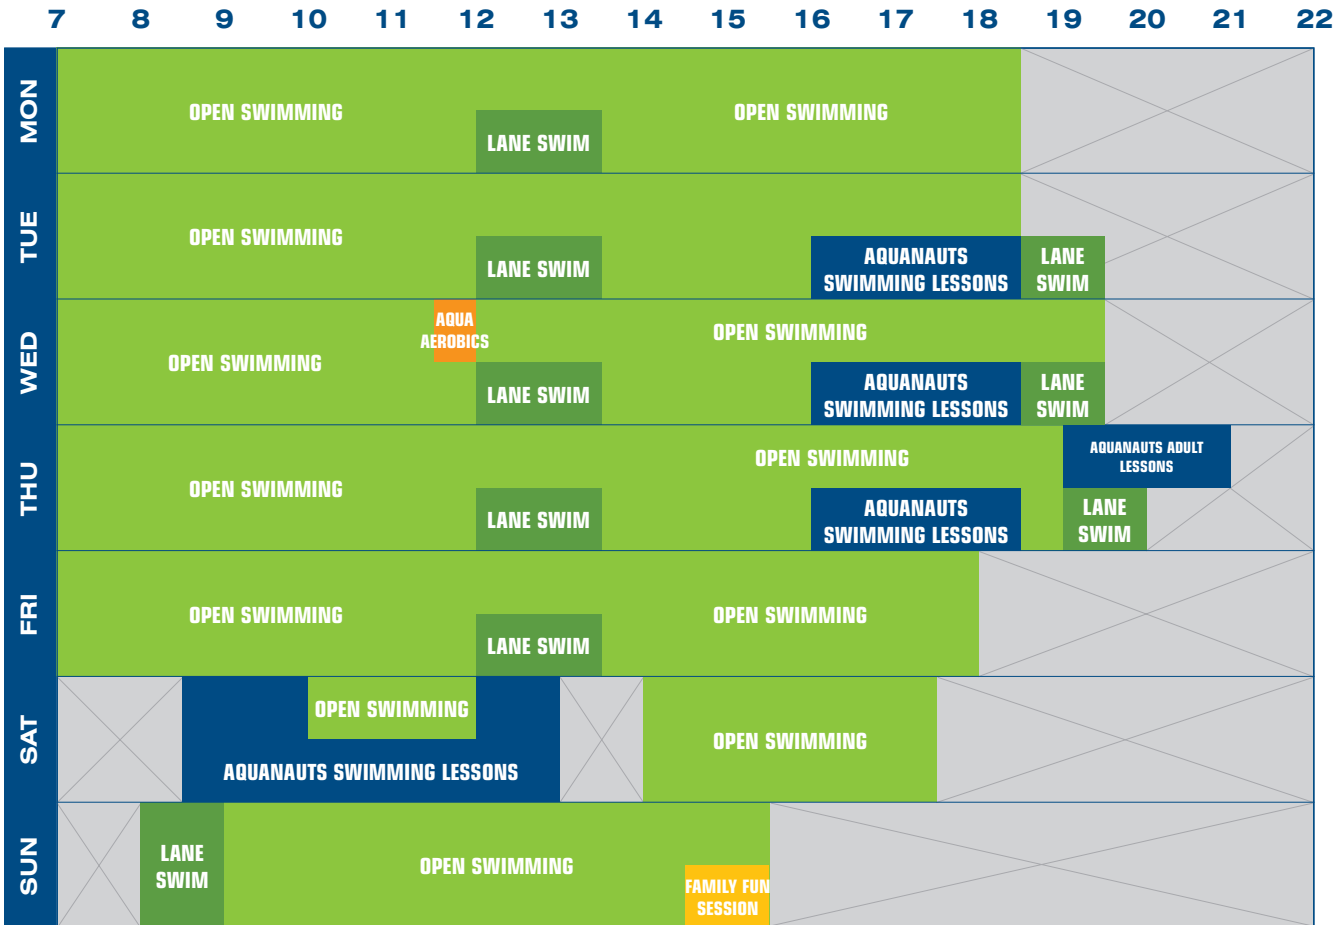 7 8 9 10 11 12 13 14 15 16 17 18 19 20 21 22
MON
OPEN SWIMMING
LANE SWIM
OPEN SWIMMING
TUE
OPEN SWIMMING
LANE SWIM
AQUANAUTS
SWIMMING LESSONS
LANE
SWIM
WED
OPEN SWIMMING
AQUA
AEROBICS
LANE SWIM
OPEN SWIMMING
AQUANAUTS
SWIMMING LESSONS
LANE
SWIM
THU
OPEN SWIMMING
LANE SWIM
OPEN SWIMMING
AQUANAUTS
SWIMMING LESSONS
AQUANAUTS ADULT
LESSONS
LANE
SWIM
FRI
OPEN SWIMMING
LANE SWIM
OPEN SWIMMING
SAT
OPEN SWIMMING
AQUANAUTS SWIMMING LESSONS
OPEN SWIMMING
SUN
LANE
SWIM
OPEN SWIMMING
FAMILY FUN
SESSION